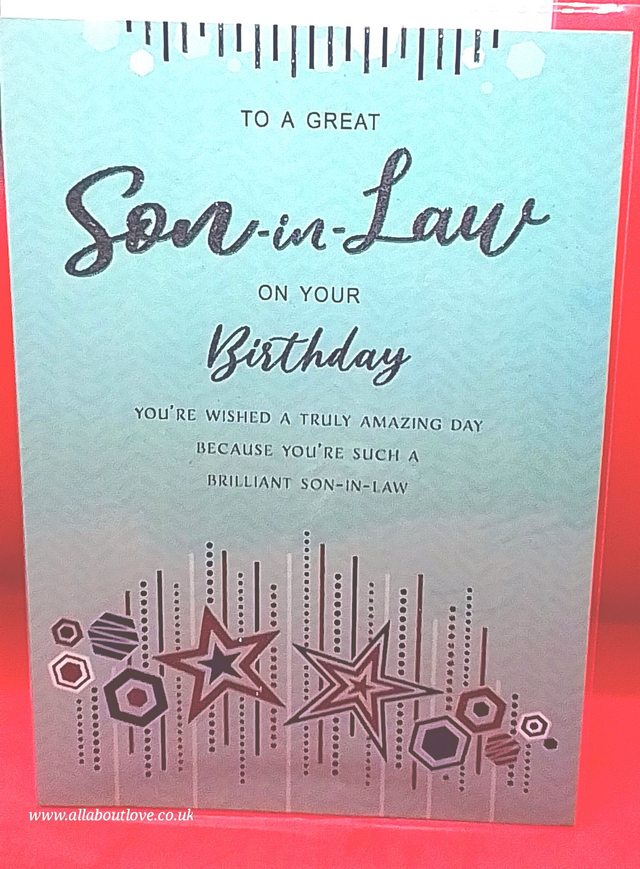 TO A GREAT
Son-in-Law
ON YOUR
Birthday
YOU'RE WISHED A TRULY AMAZING DAY
BECAUSE YOU'RE SUCH A
BRILLIANT SON-IN-LAW
www.allaboutlove.co.uk